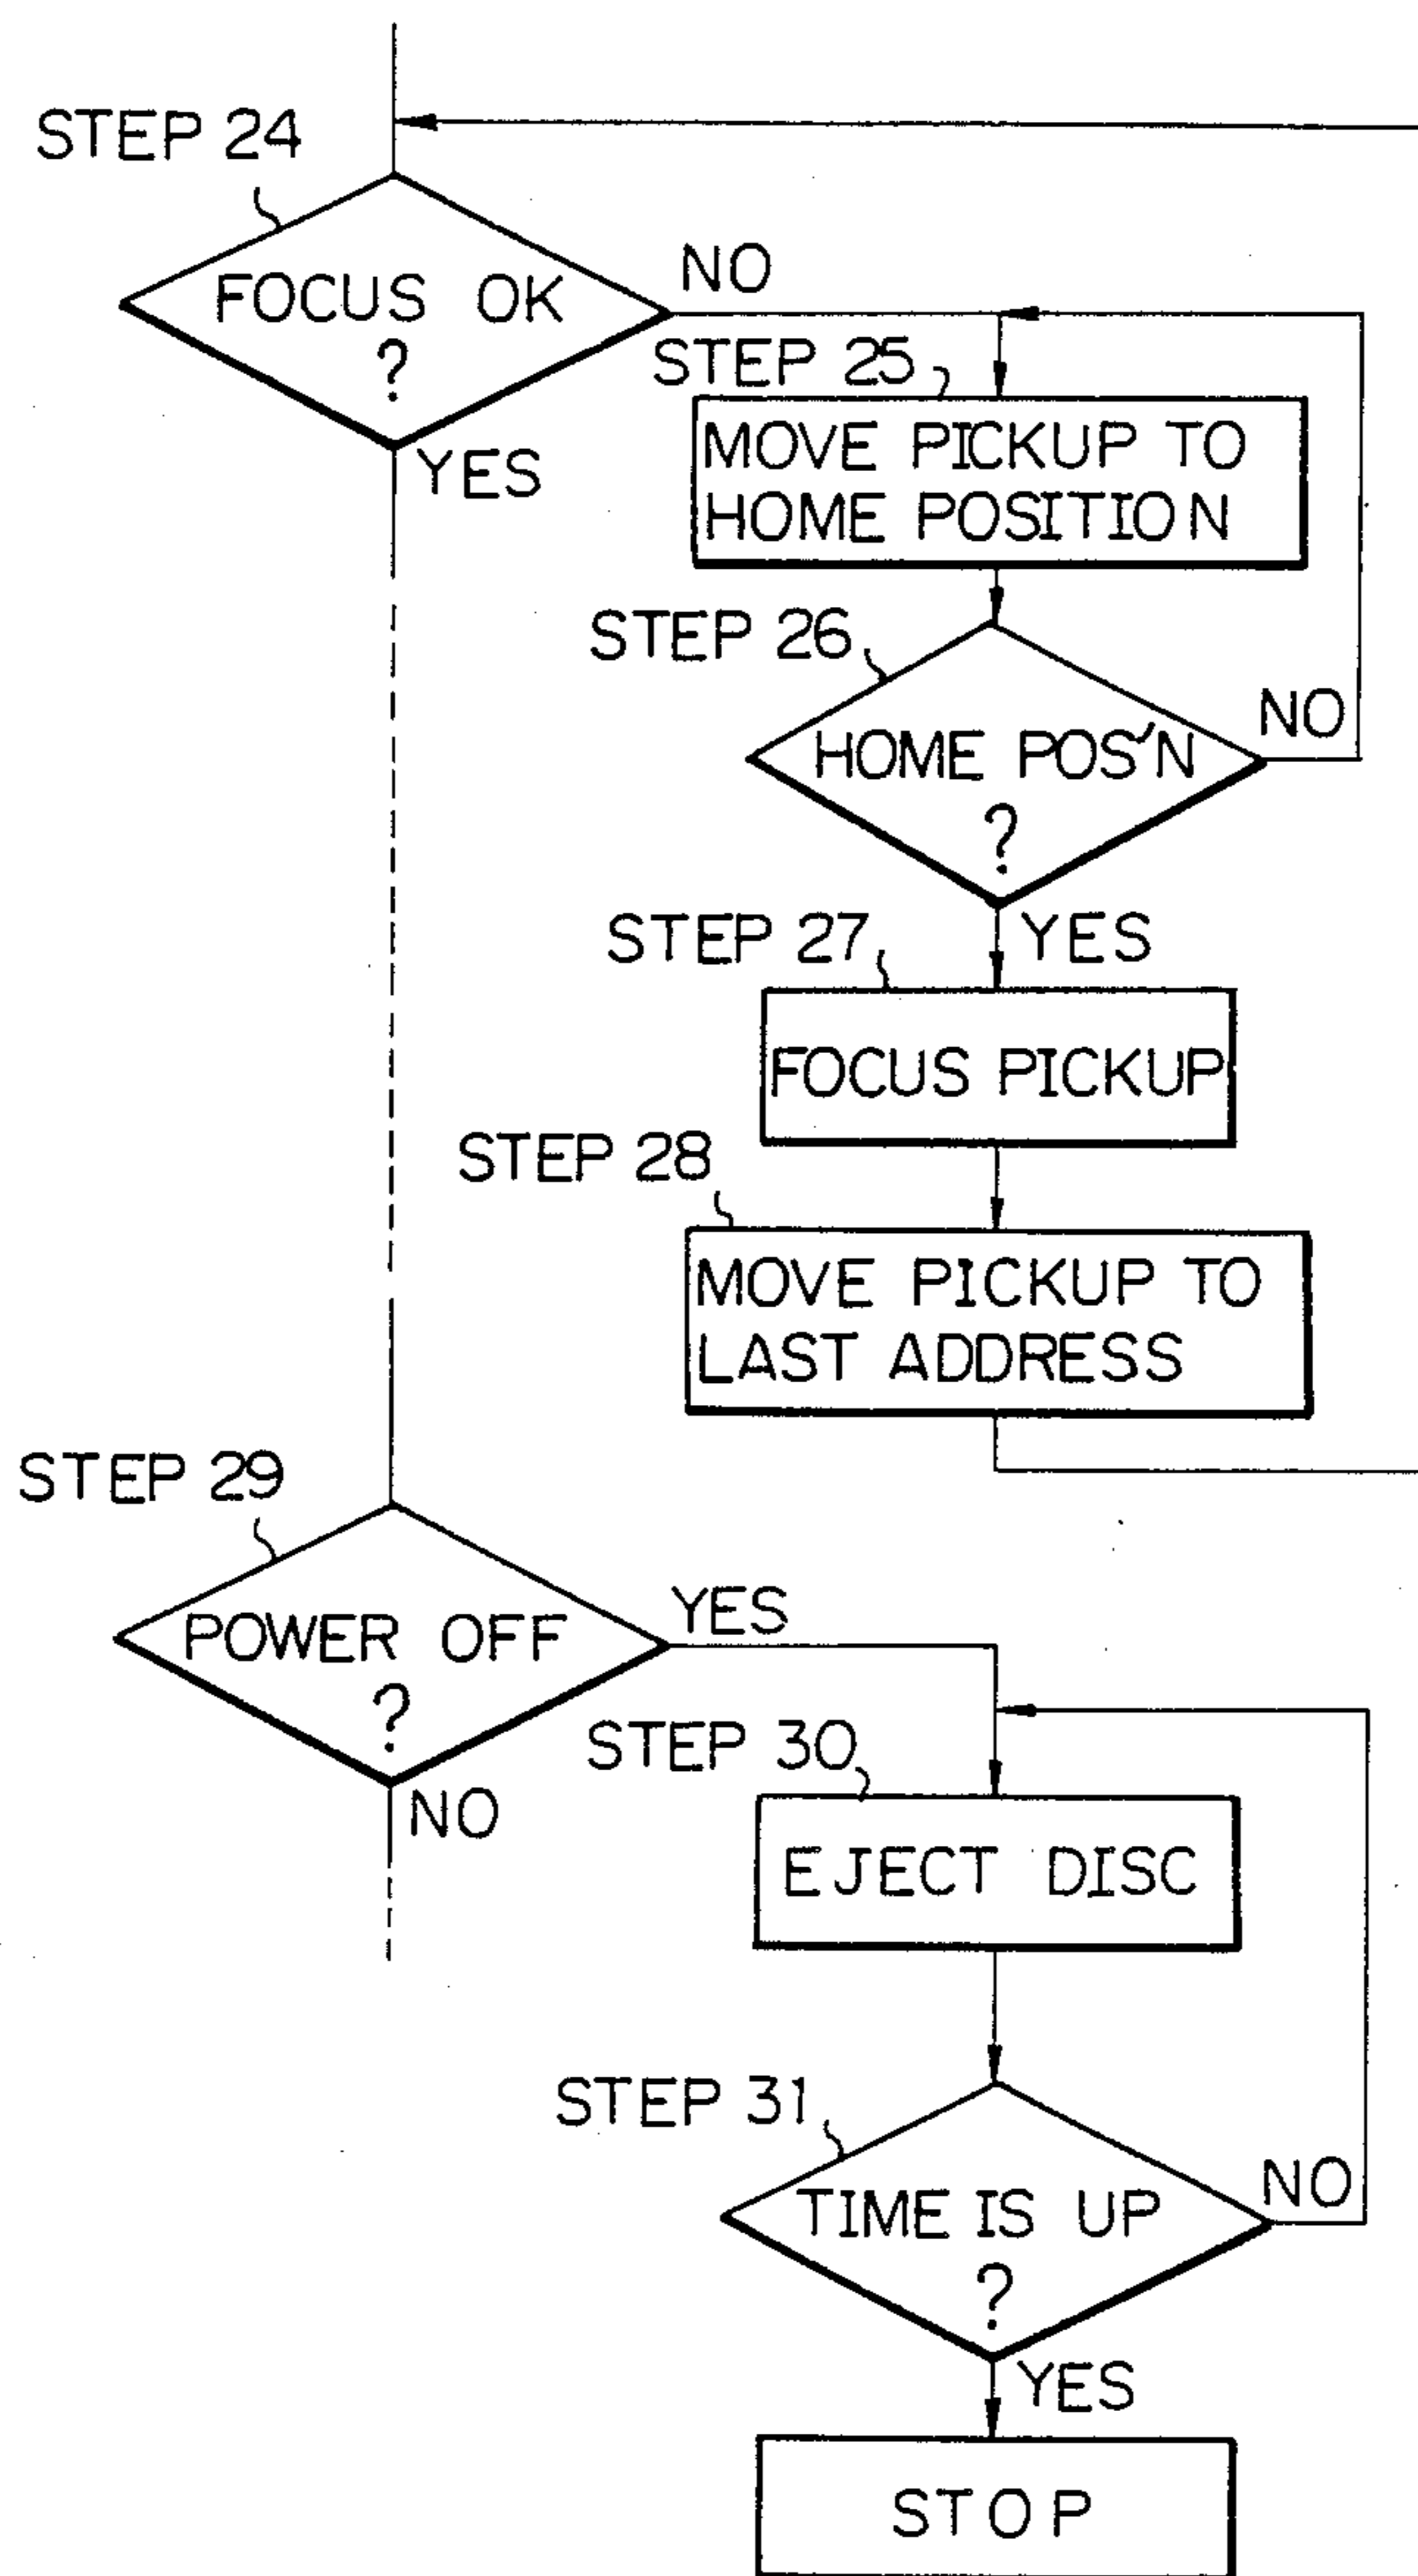 STEP 24
FOCUS OK
?
NO
YES
STEP 25
MOVE PICKUP TO
HOME POSITION
STEP 26
HOME POS'N
?
NO
YES
STEP 27
FOCUS PICKUP
STEP 28
MOVE PICKUP TO
LAST ADDRESS
STEP 29
POWER OFF
?
YES
NO
STEP 30
EJECT DISC
STEP 31
TIME IS UP
?
NO
YES
STOP